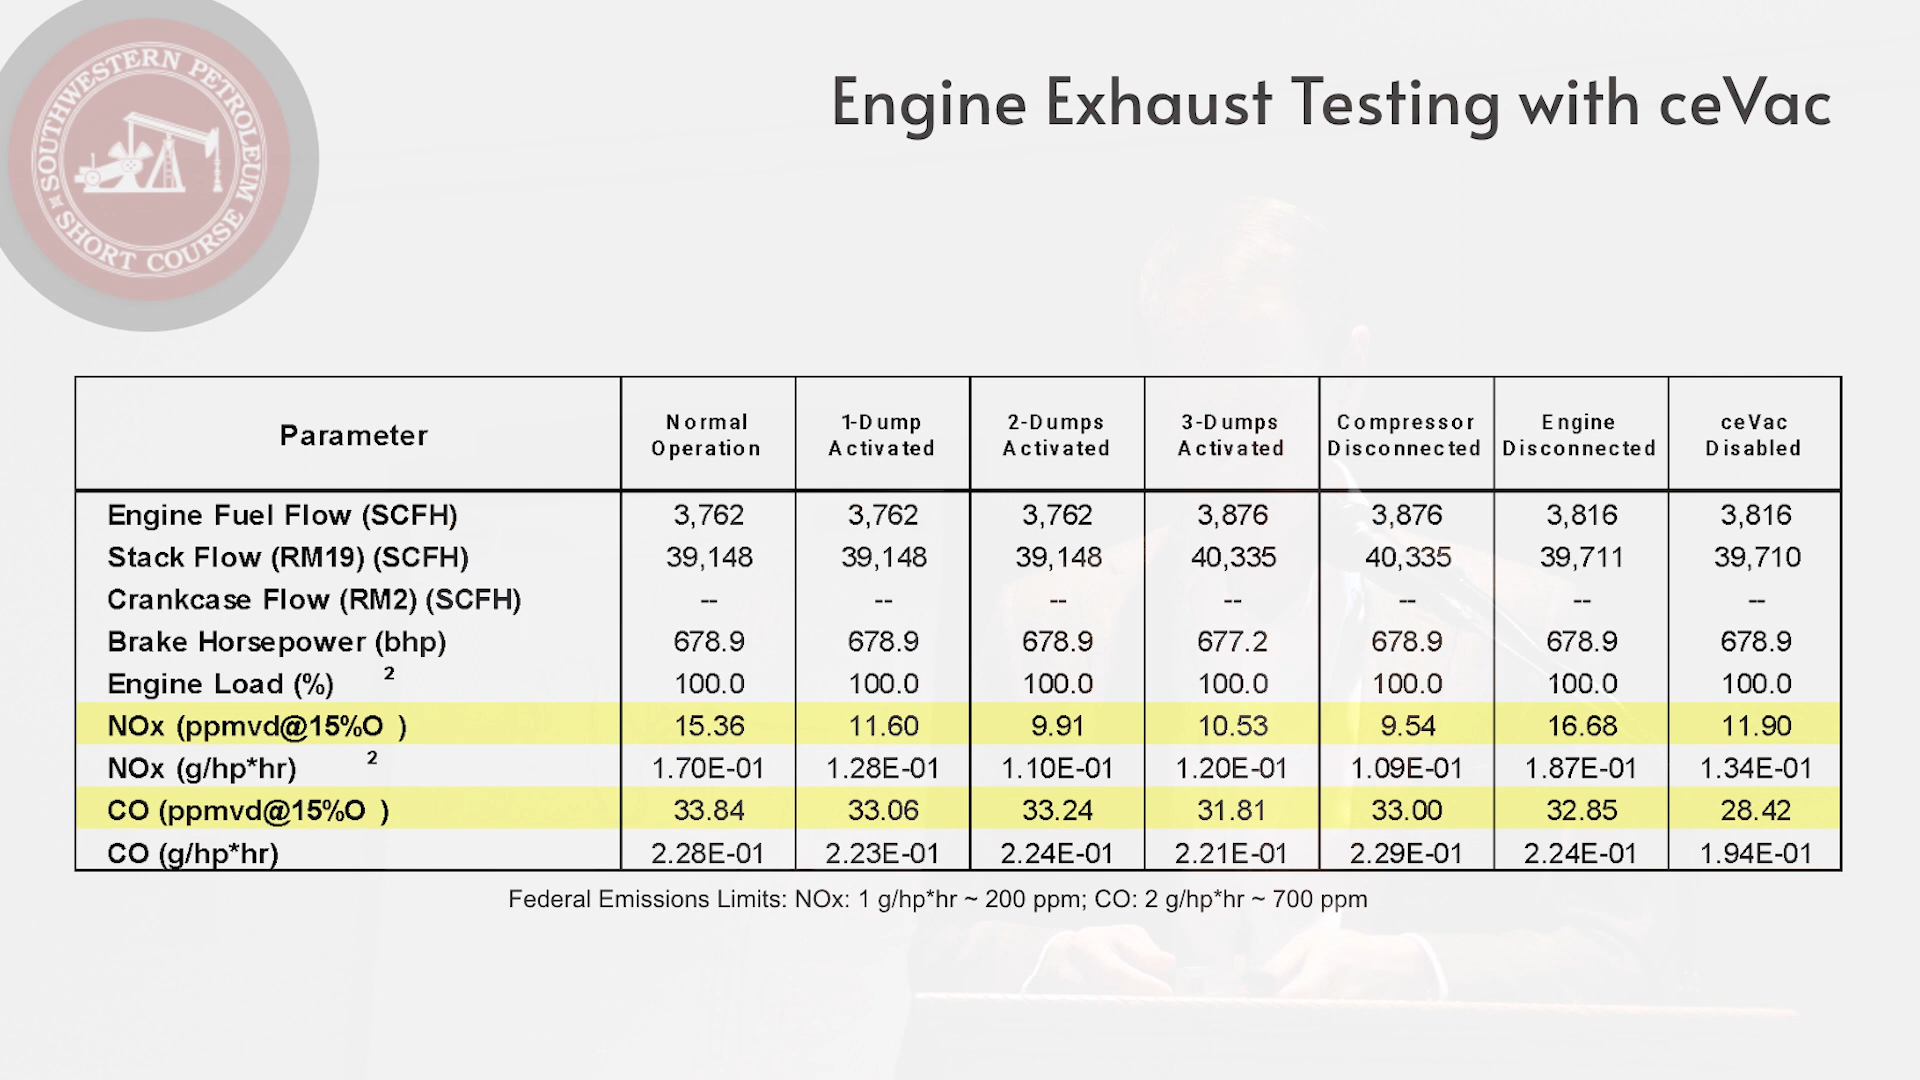 SOUTHWESTERN PETROLEUM
SHORT COURSE
Engine Exhaust Testing with ceVac
Parameter Normal Operation 1-Dump Activated 2-Dumps Activated 3-Dumps Activated Compressor Disconnected Engine Disconnected ceVac Disabled
Engine Fuel Flow (SCFH) 3,762 3,762 3,762 3,876 3,876 3,816 3,816
Stack Flow (RM19) (SCFH) 39,148 39,148 39,148 40,335 40,335 39,711 39,710
Crankcase Flow (RM2) (SCFH) -- -- -- -- -- -- --
Brake Horsepower (bhp) 678.9 678.9 678.9 677.2 678.9 678.9 678.9
Engine Load (%) 2 100.0 100.0 100.0 100.0 100.0 100.0 100.0
NOx (ppmvd@15%O ) 15.36 11.60 9.91 10.53 9.54 16.68 11.90
NOx (g/hp*hr) 2 1.70E-01 1.28E-01 1.10E-01 1.20E-01 1.09E-01 1.87E-01 1.34E-01
CO (ppmvd@15%O ) 33.84 33.06 33.24 31.81 33.00 32.85 28.42
CO (g/hp*hr) 2.28E-01 2.23E-01 2.24E-01 2.21E-01 2.29E-01 2.24E-01 1.94E-01
Federal Emissions Limits: NOx: 1 g/hp*hr ~ 200 ppm; CO: 2 g/hp*hr ~ 700 ppm